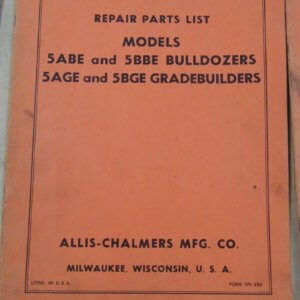 REPAIR PARTS LIST
MODELS
5ABE and 5BBE BULLDOZERS
5AGE and 5BGE GRADEBUILDERS
ALLIS-CHALMERS MFG. CO.
MILWAUKEE, WISCONSIN, U. S. A.
LITHO. IN U. S. A.
FORM